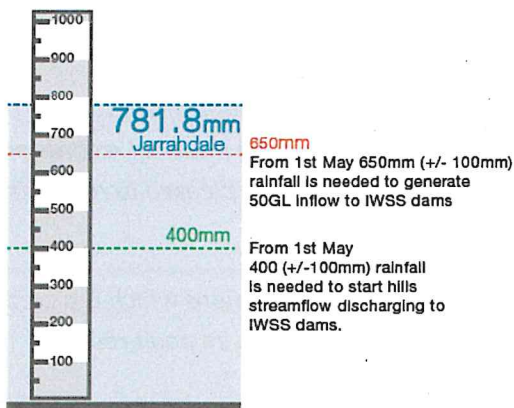 1000
900
800
781.8mm
Jarrahdale
700
650mm
From 1st May 650mm (+/- 100mm)
rainfall is needed to generate
50GL inflow to IWSS dams
600
500
400mm
400
From 1st May
400 (+/-100mm) rainfall
is needed to start hills
streamflow discharging to
IWSS dams.
300
200
100